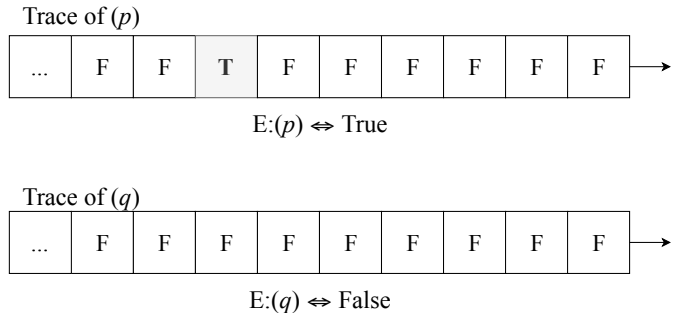 Trace of (p)
... F F T F F F F F F
E:(p) ⇔ True
Trace of (q)
... F F F F F F F F F
E:(q) ⇔ False